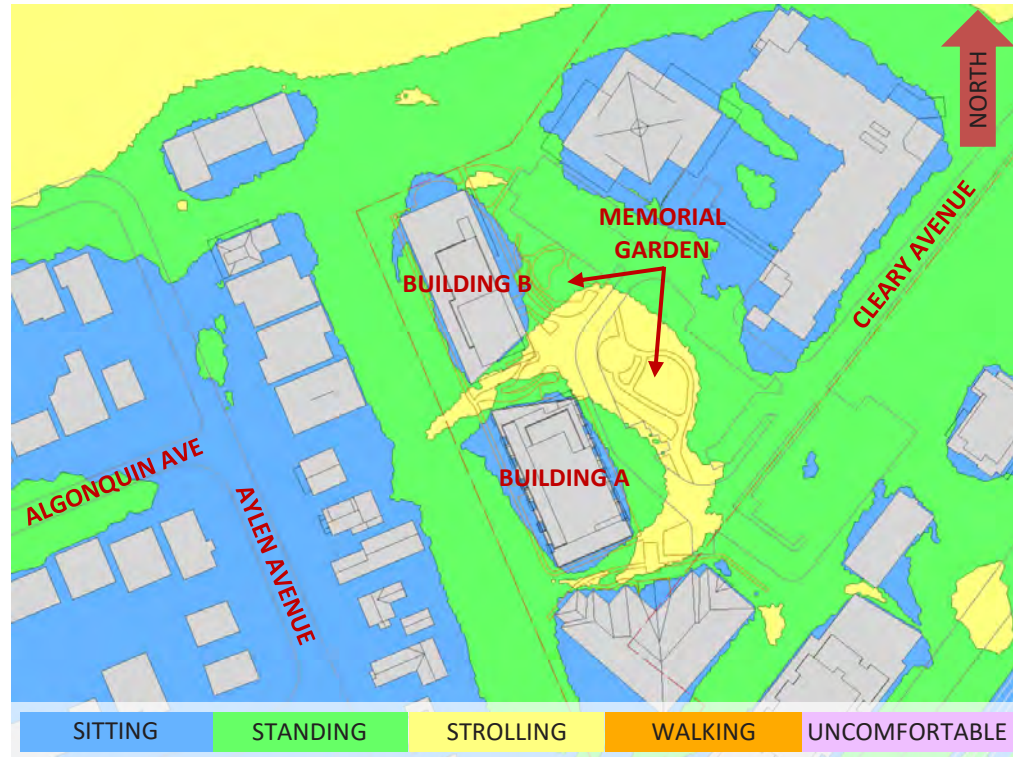 NORTH
MEMORIAL
GARDEN
BUILDING B
CLEARY AVENUE
BUILDING A
ALGONQUIN AVE
AYLEN AVENUE
SITTING
STANDING
STROLLING
WALKING
UNCOMFORTABLE